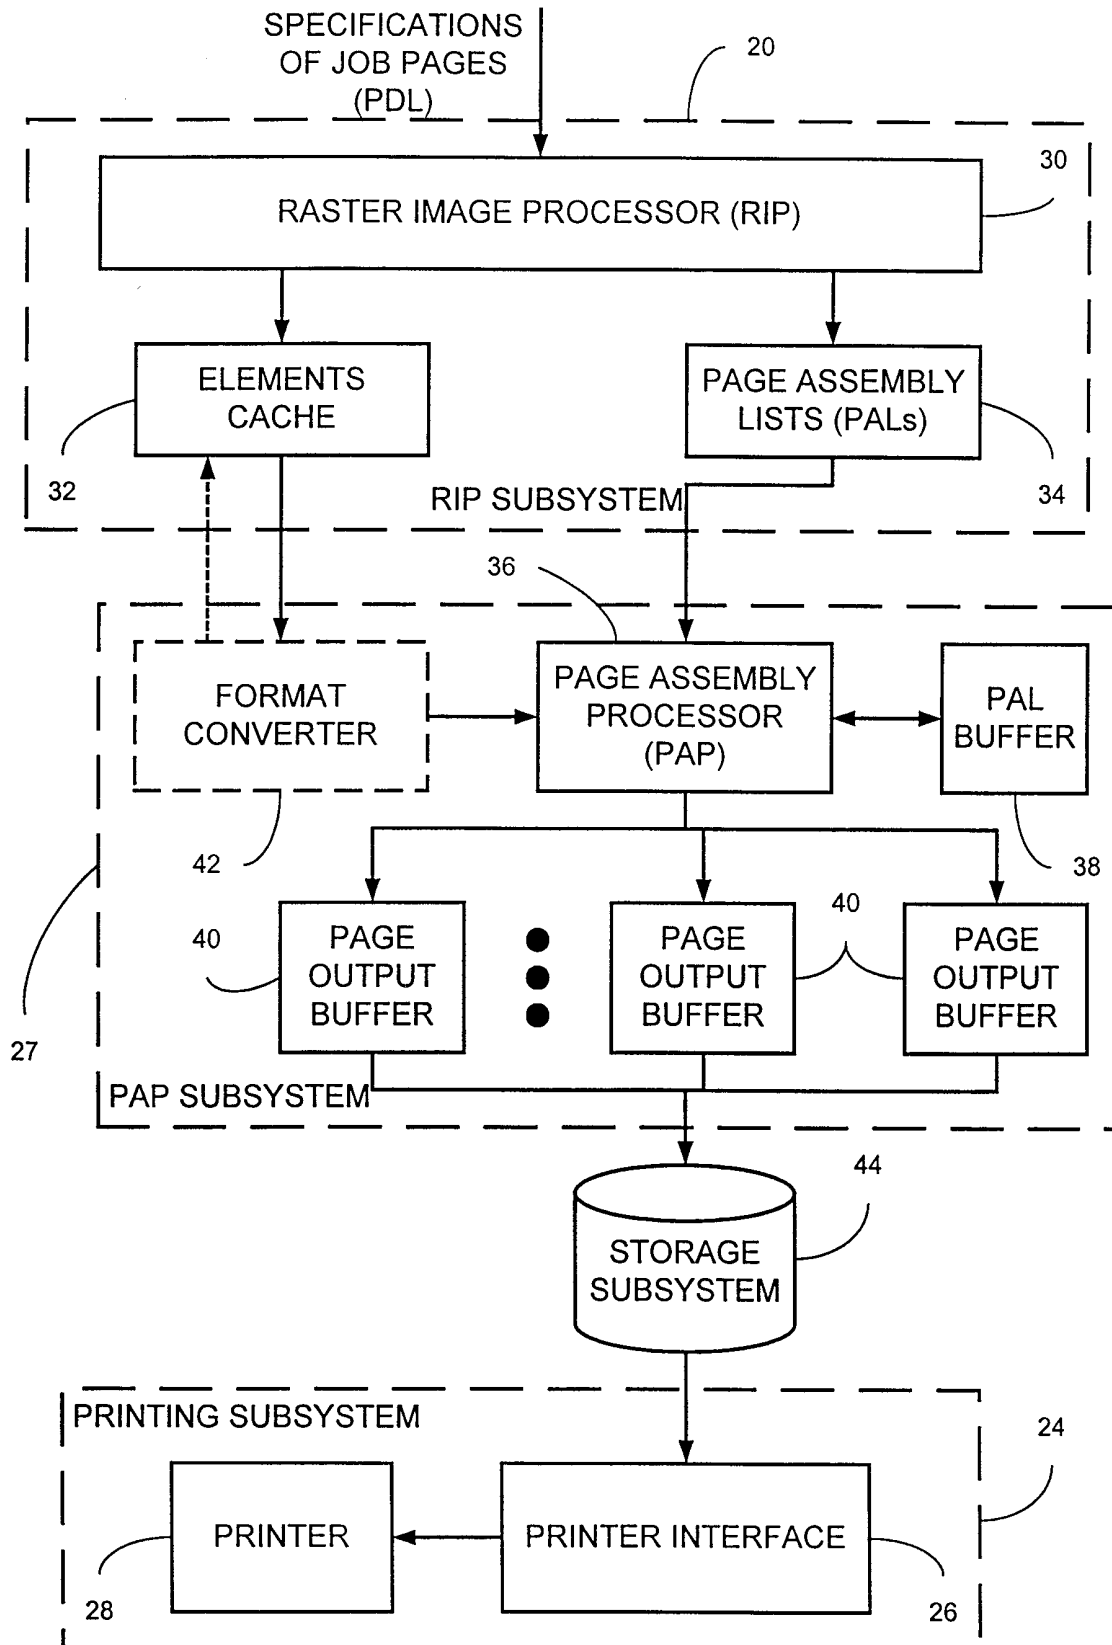 SPECIFICATIONS
OF JOB PAGES
(PDL)
20
30
RASTER IMAGE PROCESSOR (RIP)
ELEMENTS
CACHE
PAGE ASSEMBLY
LISTS (PALs)
32
RIP SUBSYSTEM
34
36
FORMAT
CONVERTER
PAGE ASSEMBLY
PROCESSOR
(PAP)
PAL
BUFFER
42
38
40
PAGE
OUTPUT
BUFFER
PAGE
OUTPUT
BUFFER
40
PAGE
OUTPUT
BUFFER
27
PAP SUBSYSTEM
44
STORAGE
SUBSYSTEM
PRINTING SUBSYSTEM
24
PRINTER
PRINTER INTERFACE
28
26